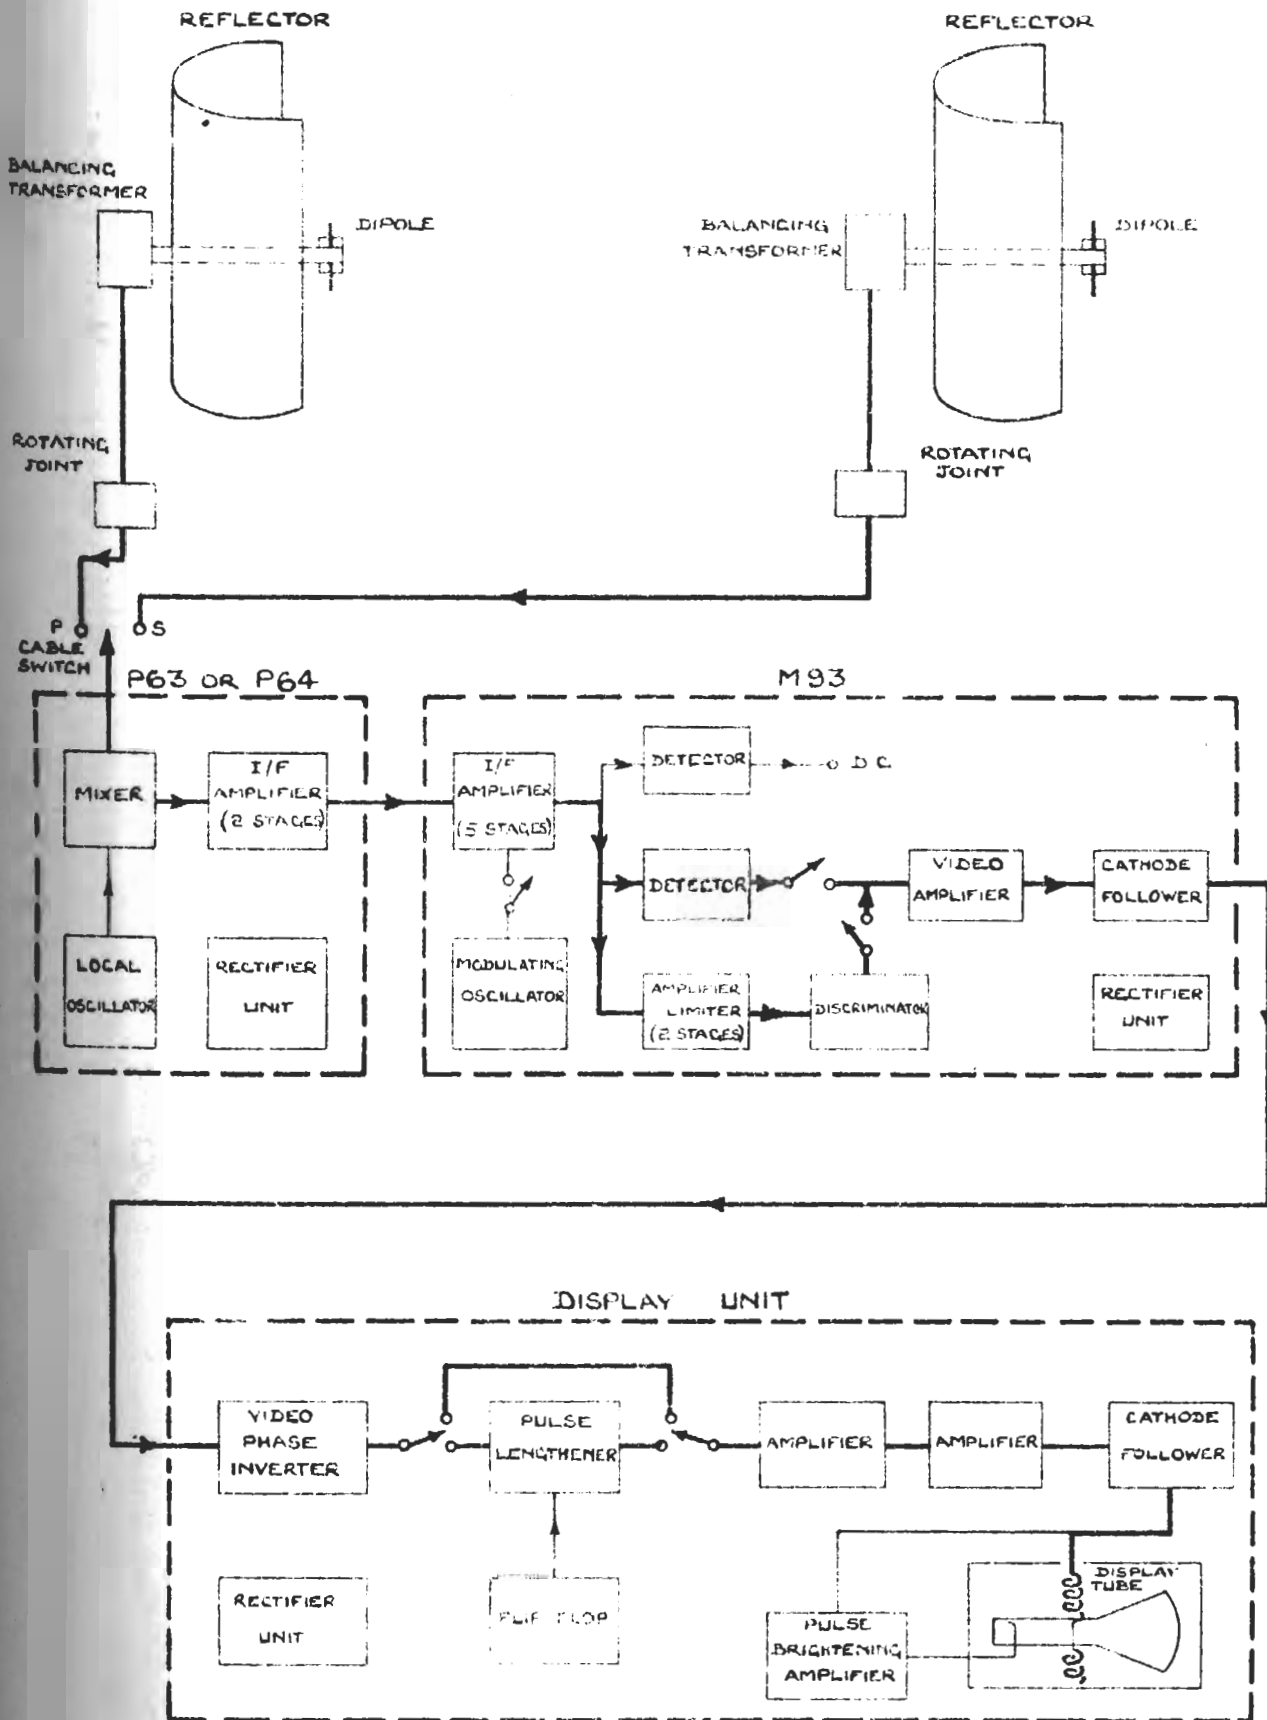 REFLECTOR
REFLECTOR
BALANCING
TRANSFORMER
DIPOLE
BALANCING
TRANSFORMER
DIPOLE
ROTATING
JOINT
ROTATING
JOINT
P
S
CABLE
SWITCH
P63 OR P64
M93
MIXER
I/F
AMPLIFIER
(2 STAGES)
I/F
AMPLIFIER
(5 STAGES)
DETECTOR
D C
DETECTOR
VIDEO
AMPLIFIER
CATHODE
FOLLOWER
LOCAL
OSCILLATOR
RECTIFIER
UNIT
MODULATING
OSCILLATOR
AMPLIFIER
LIMITER
(2 STAGES)
DISCRIMINATOR
RECTIFIER
UNIT
DISPLAY UNIT
VIDEO
PHASE
INVERTER
PULSE
LENGTHENER
AMPLIFIER
AMPLIFIER
CATHODE
FOLLOWER
RECTIFIER
UNIT
FLIP FLOP
PULSE
BRIGHTENING
AMPLIFIER
DISPLAY
TUBE